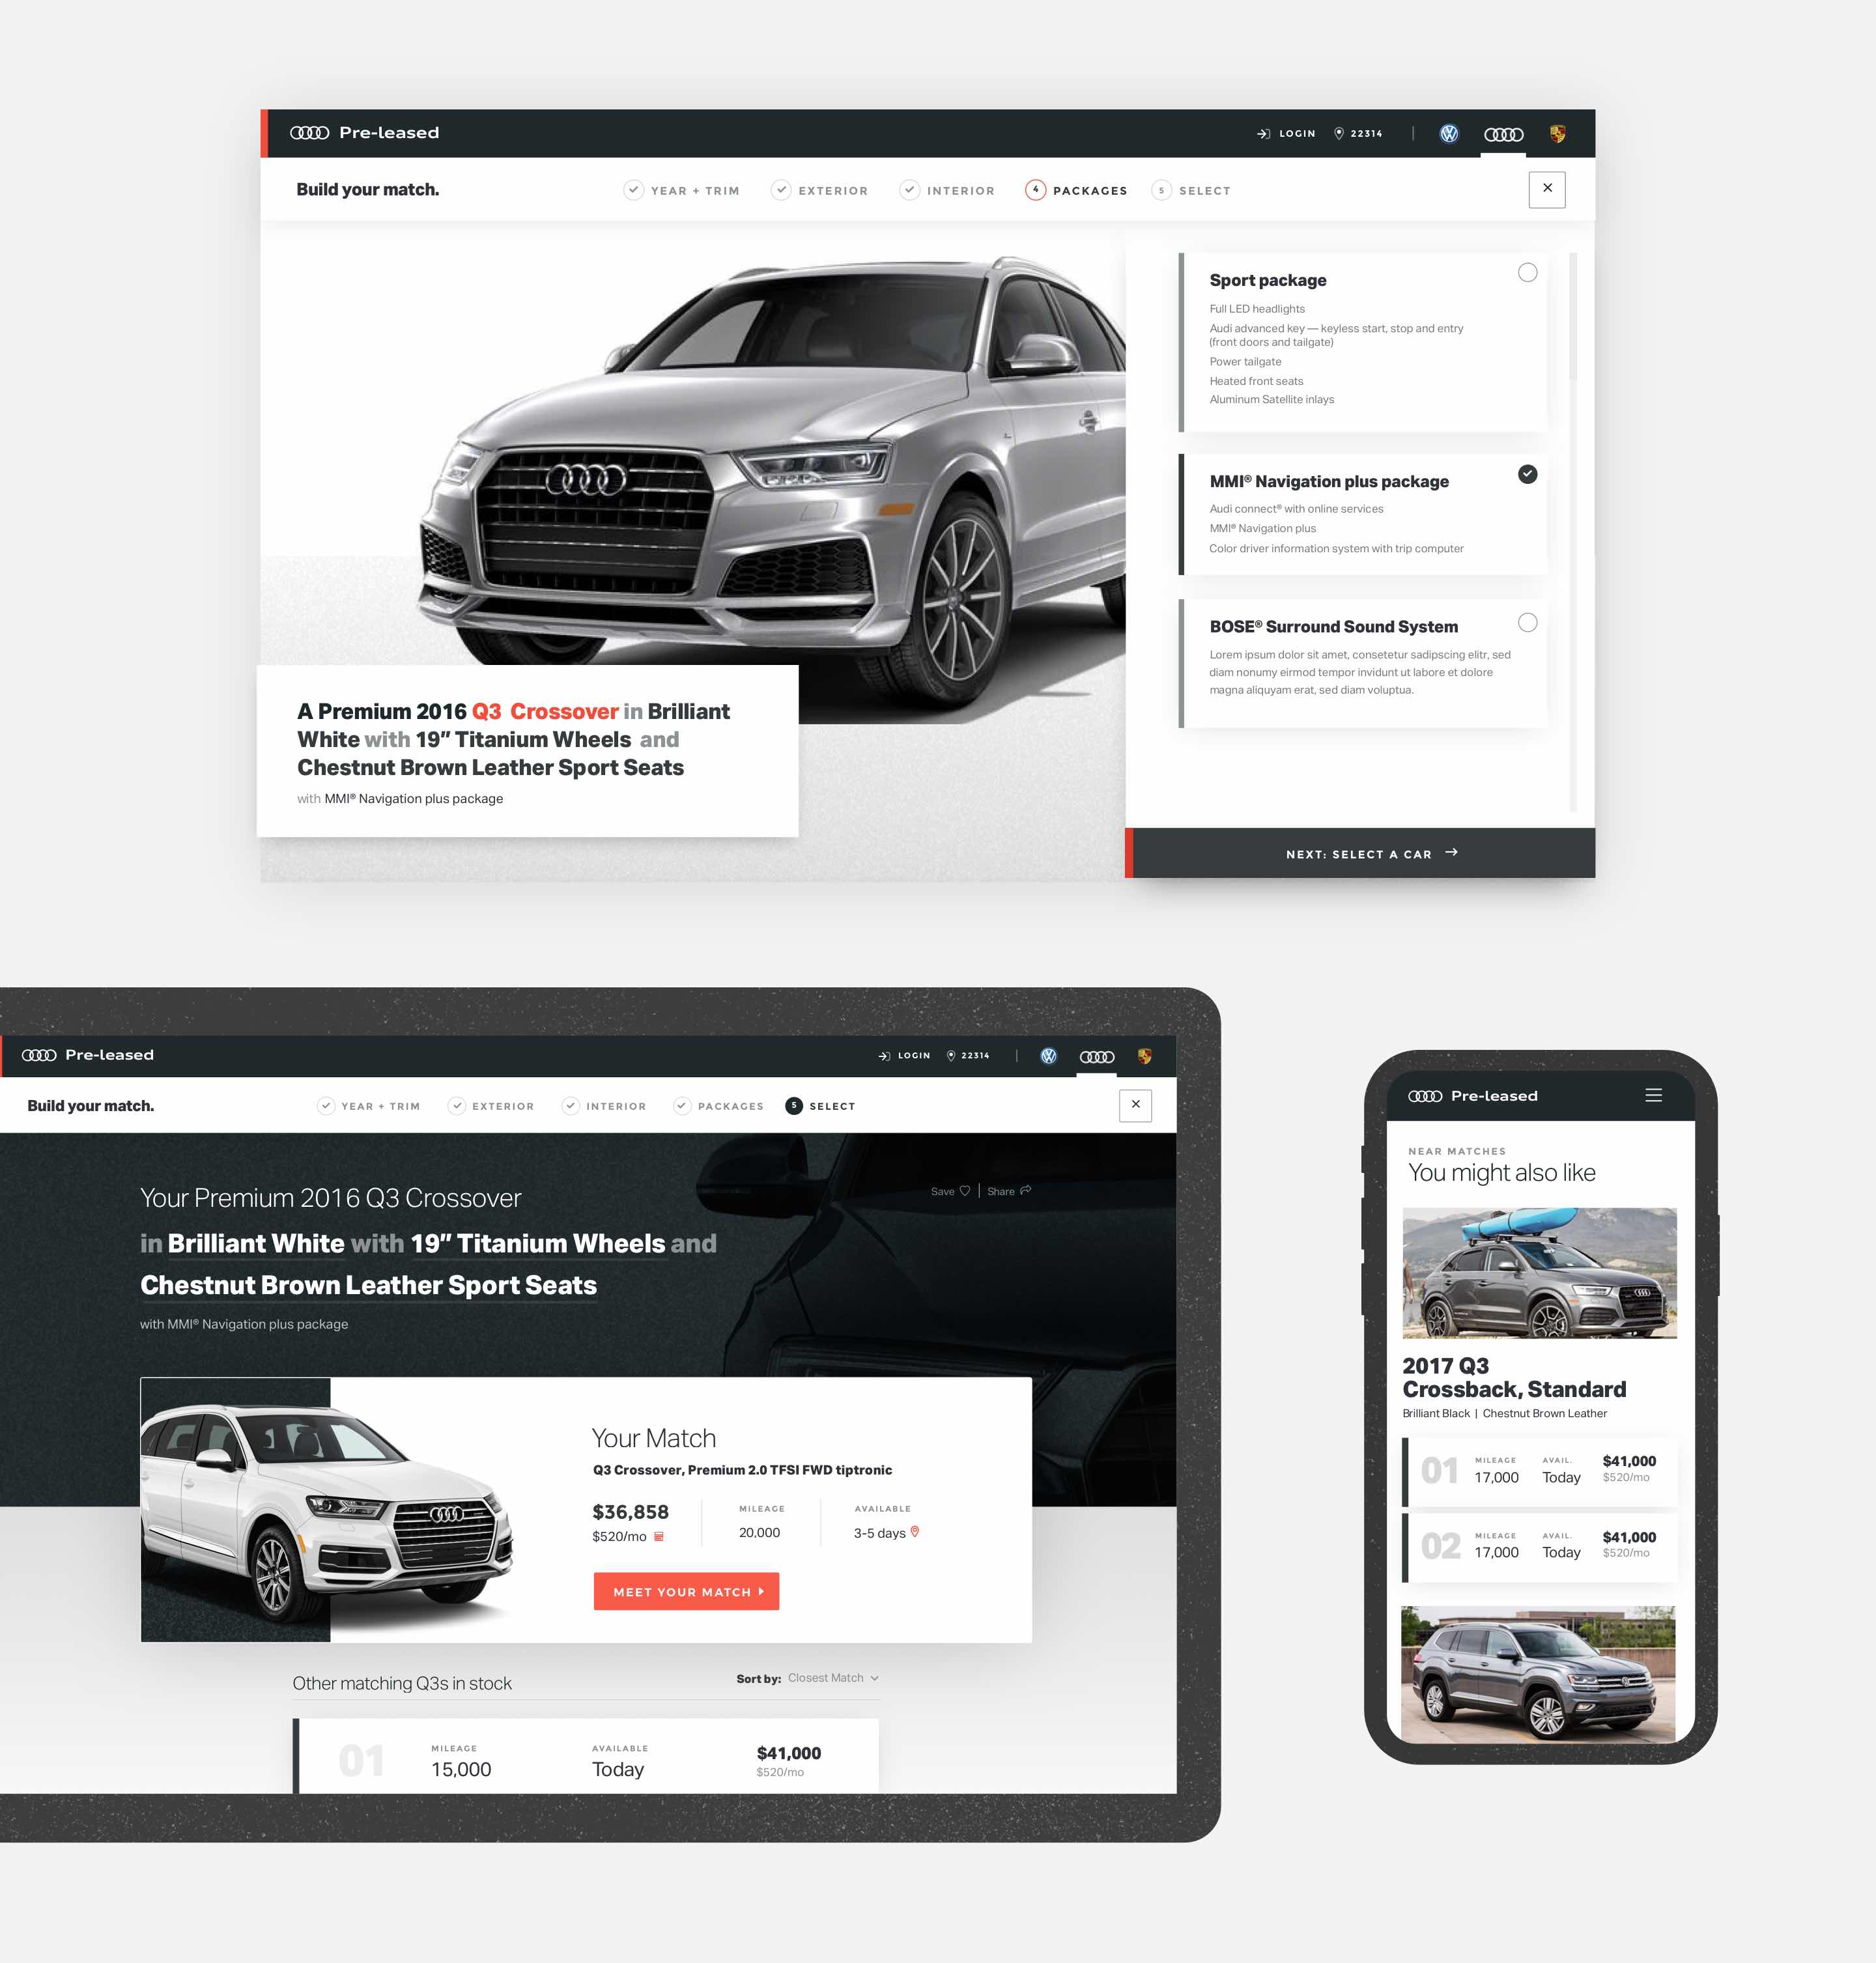 Pre-leased
LOGIN 22314
Build your match.
YEAR + TRIM EXTERIOR INTERIOR 4 PACKAGES 5 SELECT
Sport package
Full LED headlights
Audi advanced key — keyless start, stop and entry
(front doors and tailgate)
Power tailgate
Heated front seats
Aluminum Satellite inlays
MMI® Navigation plus package
Audi connect® with online services
MMI® Navigation plus
Color driver information system with trip computer
BOSE® Surround Sound System
Lorem ipsum dolor sit amet, consetetur sadipscing elitr, sed
diam nonumy eirmod tempor invidunt ut labore et dolore
magna aliquyam erat, sed diam voluptua.
A Premium 2016 Q3 Crossover in Brilliant
White with 19” Titanium Wheels and
Chestnut Brown Leather Sport Seats
with MMI® Navigation plus package
NEXT: SELECT A CAR
Pre-leased
LOGIN 22314
Build your match.
YEAR + TRIM EXTERIOR INTERIOR PACKAGES 5 SELECT
Your Premium 2016 Q3 Crossover
Save Share
in Brilliant White with 19” Titanium Wheels and
Chestnut Brown Leather Sport Seats
with MMI® Navigation plus package
Your Match
Q3 Crossover, Premium 2.0 TFSI FWD tiptronic
$36,858 MILEAGE AVAILABLE
$520/mo 20,000 3-5 days
MEET YOUR MATCH
Other matching Q3s in stock
Sort by: Closest Match
01 MILEAGE AVAILABLE $41,000
15,000 Today $520/mo
Pre-leased
NEAR MATCHES
You might also like
2017 Q3
Crossback, Standard
Brilliant Black | Chestnut Brown Leather
01 MILEAGE AVAIL. $41,000
17,000 Today $520/mo
02 MILEAGE AVAIL. $41,000
17,000 Today $520/mo